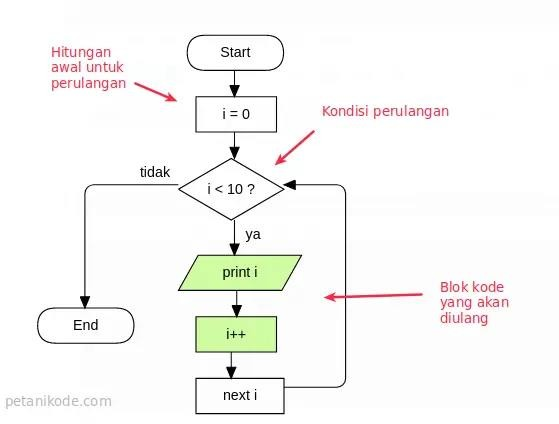 Start
Hitungan
awal untuk
perulangan
i = 0
Kondisi perulangan
tidak
i < 10 ?
ya
print i
Blok kode
yang akan
diulang
End
i++
next i
petanikode.com